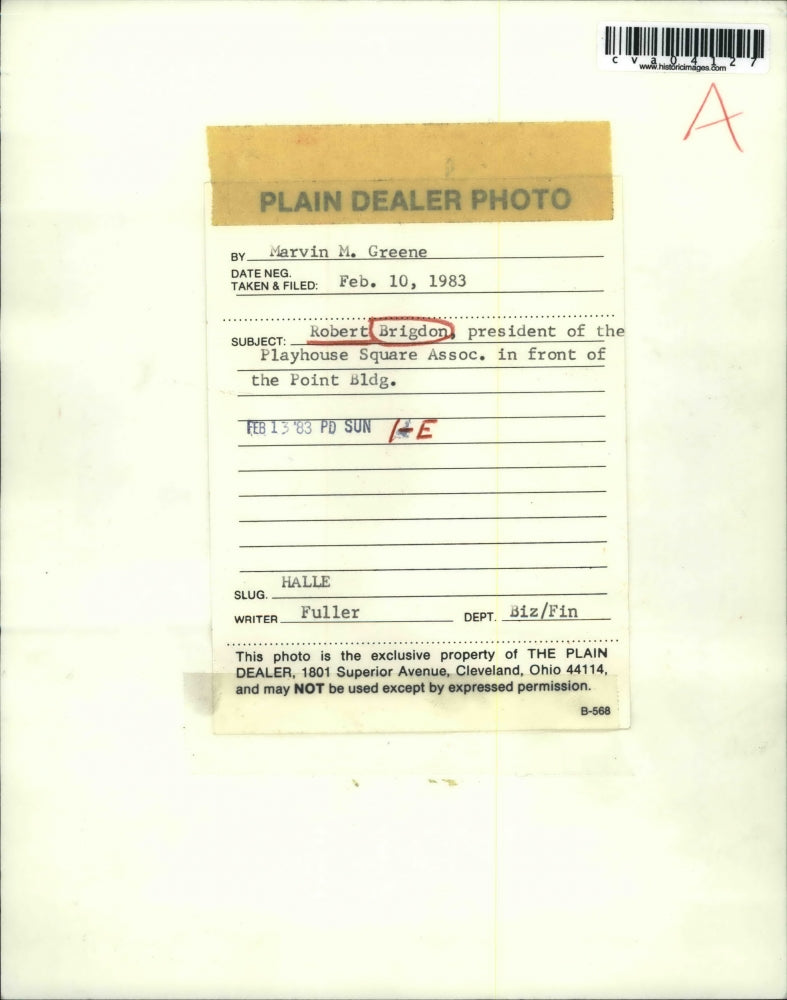 cva04127
www.historicimages.com
A
PLAIN DEALER PHOTO
BY Marvin M. Greene
DATE NEG.
TAKEN & FILED: Feb. 10, 1983
SUBJECT: Robert Brigdon, president of the
Playhouse Square Assoc. in front of
the Point Bldg.
FEB 13 '83 PD SUN 1-E
SLUG. HALLE
WRITER Fuller DEPT. Biz/Fin
This photo is the exclusive property of THE PLAIN
DEALER, 1801 Superior Avenue, Cleveland, Ohio 44114,
and may NOT be used except by expressed permission.
B-568